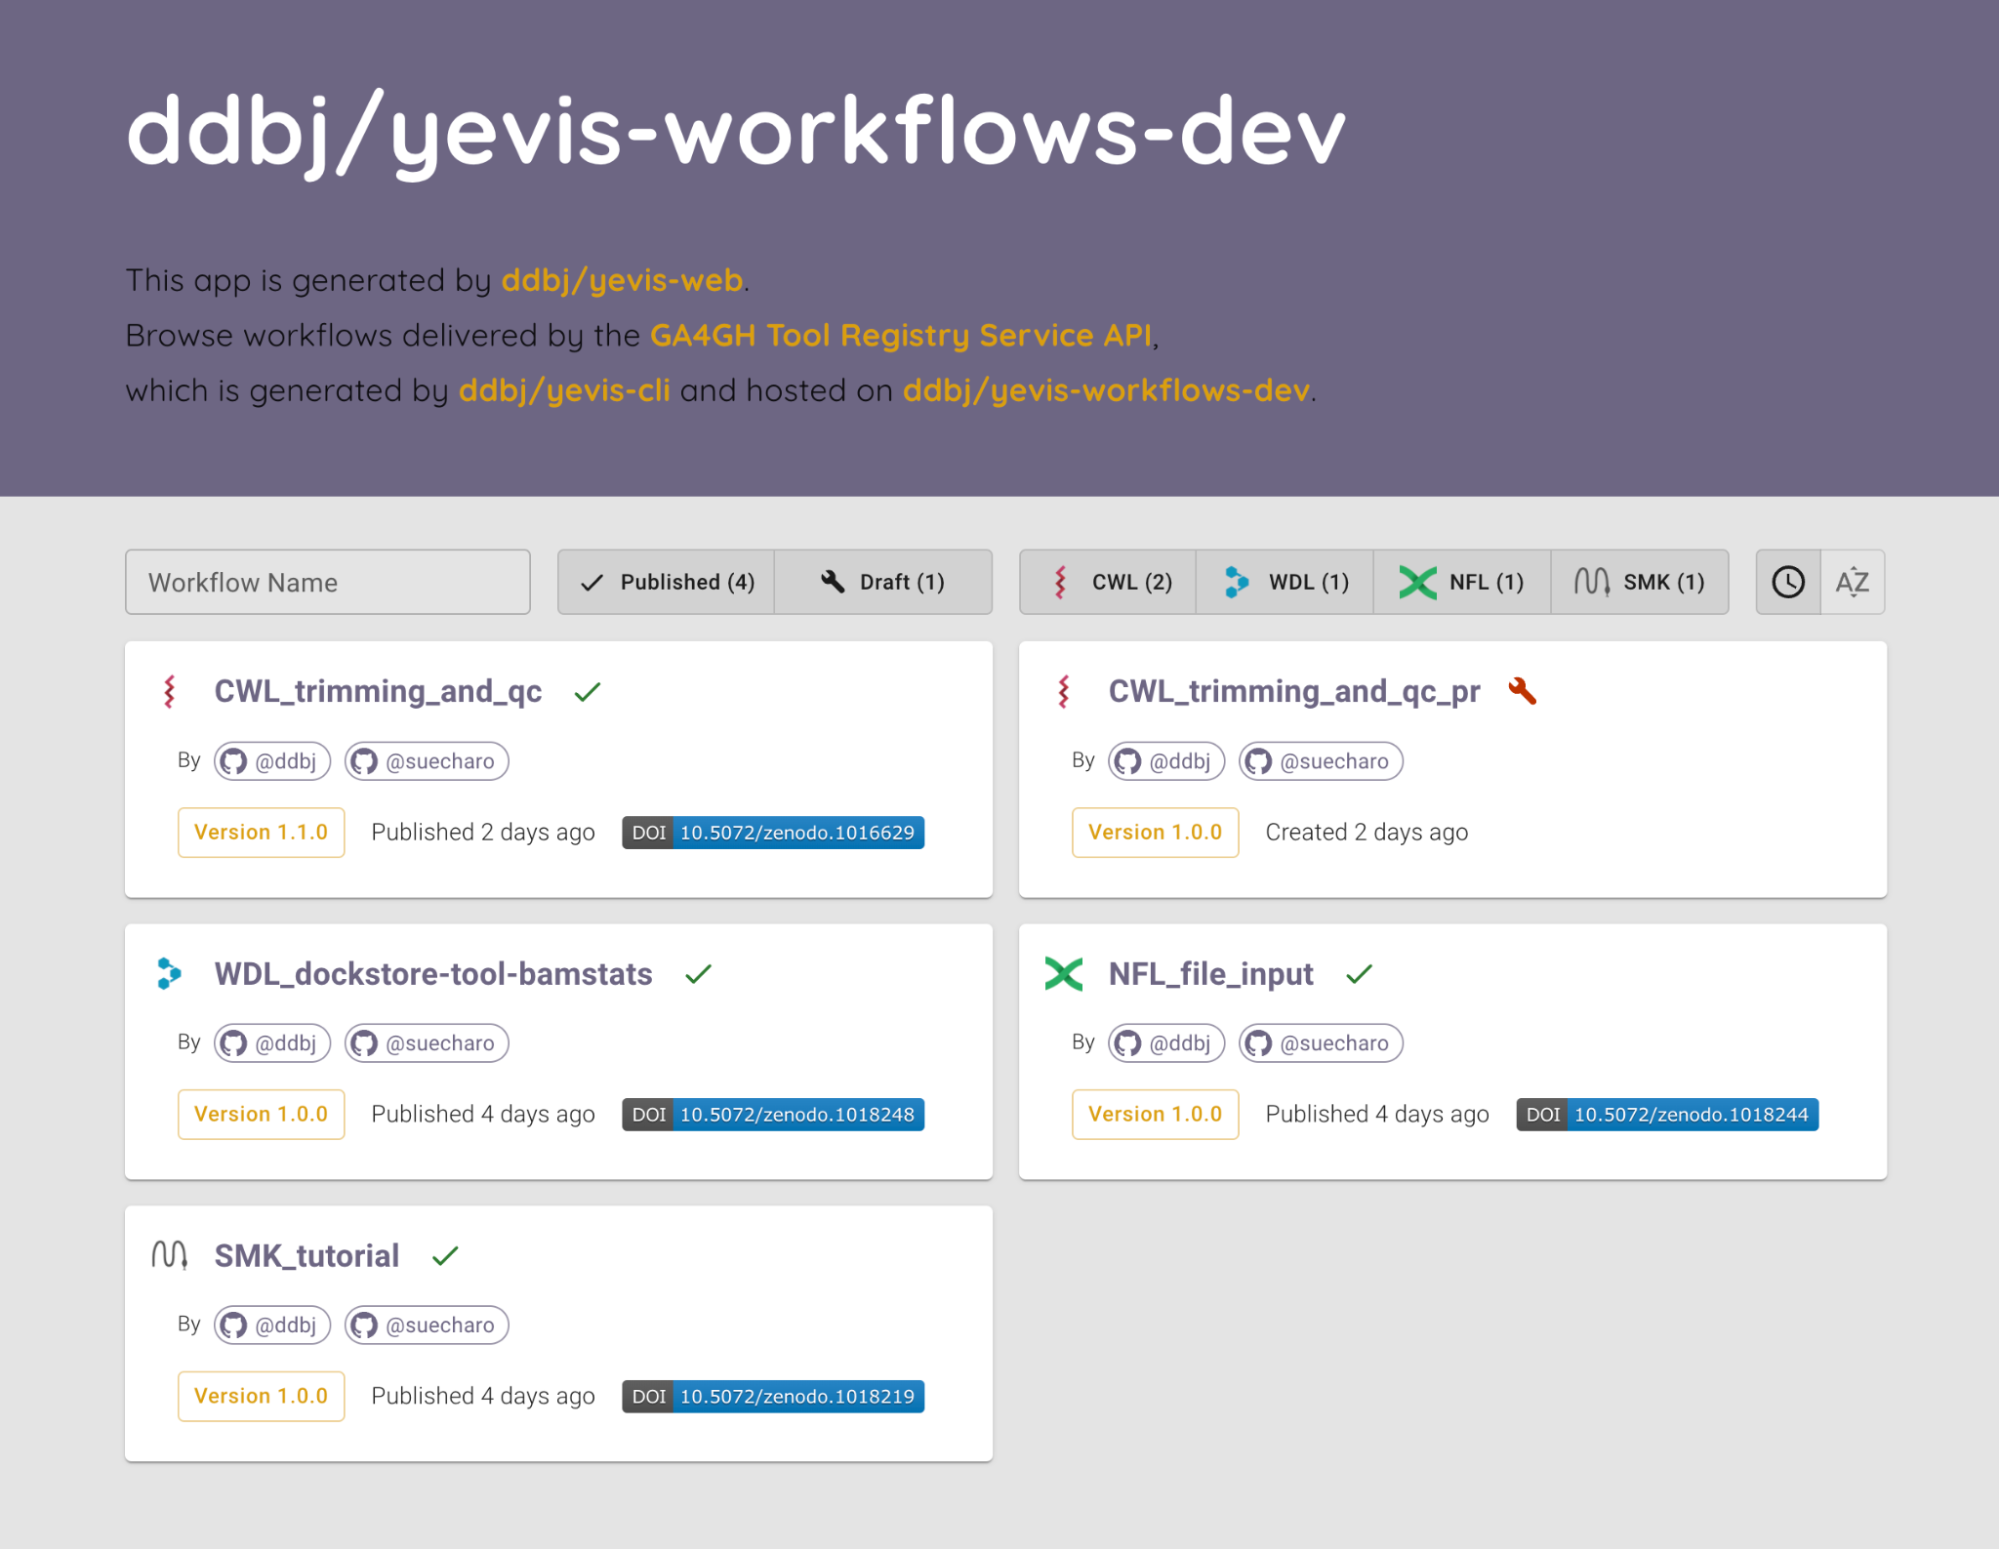 ddbj/yevis-workflows-dev
This app is generated by ddbj/yevis-web.
Browse workflows delivered by the GA4GH Tool Registry Service API,
which is generated by ddbj/yevis-cli and hosted on ddbj/yevis-workflows-dev.
Workflow Name Published (4) Draft (1) CWL (2) WDL (1) NFL (1) SMK (1) AZ
CWL_trimming_and_qc
By @ddbj @suecharo
Version 1.1.0 Published 2 days ago DOI 10.5072/zenodo.1016629
CWL_trimming_and_qc_pr
By @ddbj @suecharo
Version 1.0.0 Created 2 days ago
WDL_dockstore-tool-bamstats
By @ddbj @suecharo
Version 1.0.0 Published 4 days ago DOI 10.5072/zenodo.1018248
NFL_file_input
By @ddbj @suecharo
Version 1.0.0 Published 4 days ago DOI 10.5072/zenodo.1018244
SMK_tutorial
By @ddbj @suecharo
Version 1.0.0 Published 4 days ago DOI 10.5072/zenodo.1018219